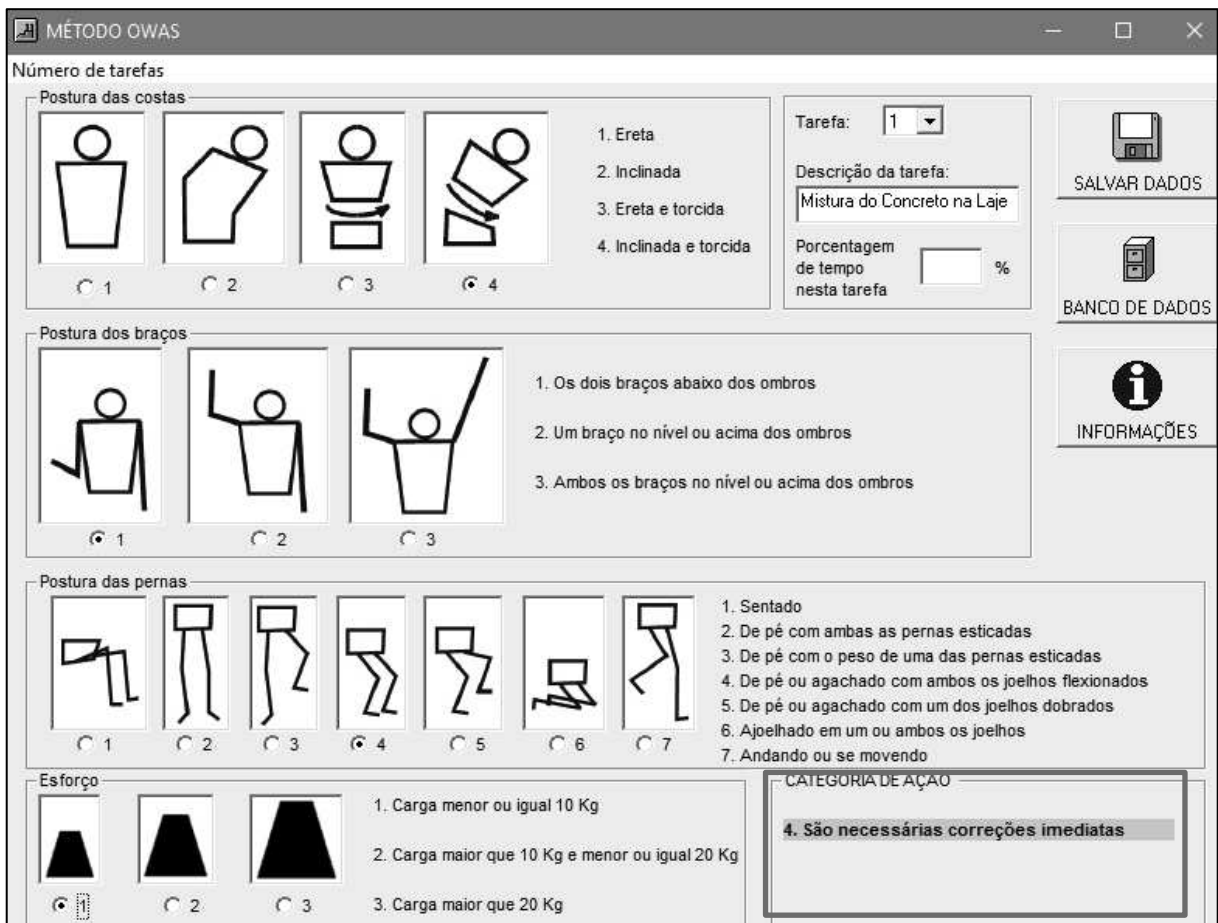 MÉTODO OWAS
Número de tarefas
Postura das costas
1. Ereta
2. Inclinada
3. Ereta e torcida
4. Inclinada e torcida
1 2 3 4
Tarefa: 1
Descrição da tarefa:
Mistura do Concreto na Laje
Porcentagem
de tempo %
nesta tarefa
SALVAR DADOS
BANCO DE DADOS
INFORMAÇÕES
Postura dos braços
1. Os dois braços abaixo dos ombros
2. Um braço no nível ou acima dos ombros
3. Ambos os braços no nível ou acima dos ombros
1 2 3
Postura das pernas
1. Sentado
2. De pé com ambas as pernas esticadas
3. De pé com o peso de uma das pernas esticadas
4. De pé ou agachado com ambos os joelhos flexionados
5. De pé ou agachado com um dos joelhos dobrados
6. Ajoelhado em um ou ambos os joelhos
7. Andando ou se movendo
1 2 3 4 5 6 7
Esforço
1. Carga menor ou igual 10 Kg
2. Carga maior que 10 Kg e menor ou igual 20 Kg
3. Carga maior que 20 Kg
1 2 3
CATEGORIA DE AÇÃO
4. São necessárias correções imediatas